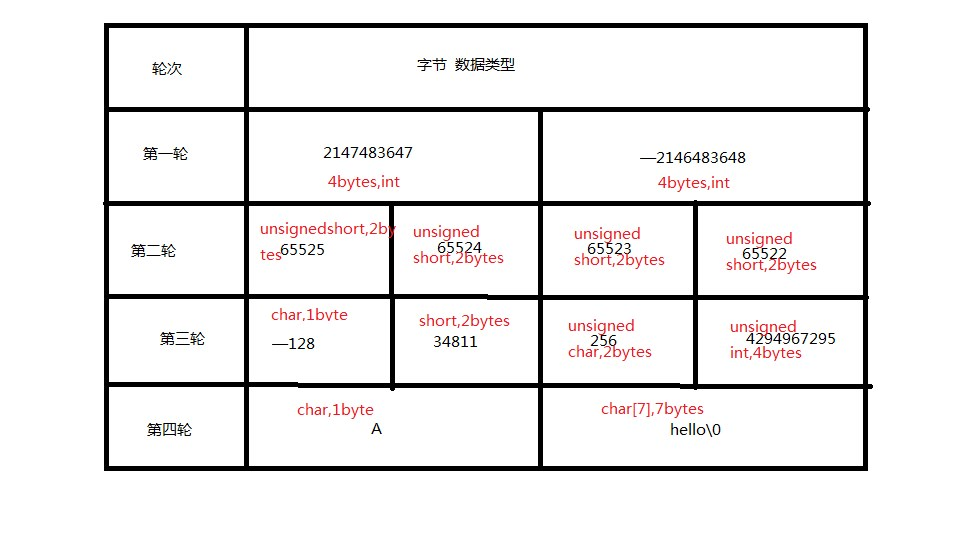 轮次
字节 数据类型
第一轮
2147483647
4bytes,int
—2146483648
4bytes,int
第二轮
unsignedshort,2by
tes
65525
unsigned
65524
short,2bytes
unsigned
65523
short,2bytes
unsigned
65522
short,2bytes
第三轮
char,1byte
—128
short,2bytes
34811
unsigned
256
char,2bytes
unsigned
4294967295
int,4bytes
第四轮
char,1byte
A
char[7],7bytes
hello\0